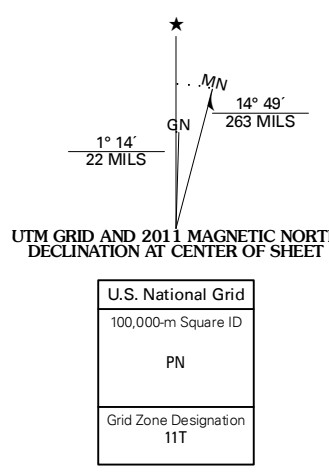 ★
MN
GN
1° 14´
22 MILS
14° 49´
263 MILS
UTM GRID AND 2011 MAGNETIC NORTH
DECLINATION AT CENTER OF SHEET
U.S. National Grid
100,000-m Square ID
PN
Grid Zone Designation
11T